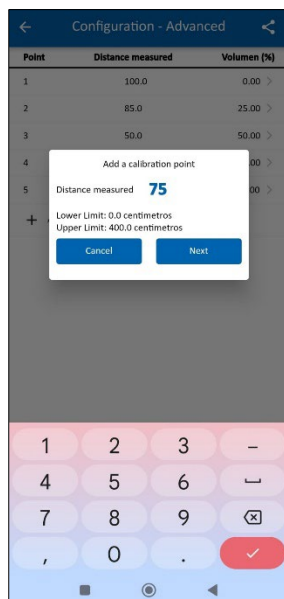 Configuration - Advanced
Point Distance measured Volumen (%)
1 100.0 0.00
2 85.0 25.00
3 50.0 50.00
4 .00
5 00
+
Add a calibration point
Distance measured 75
Lower Limit: 0.0 centimetros
Upper Limit: 400.0 centimetros
Cancel Next
1 2 3 −
4 5 6
7 8 9
, 0 .